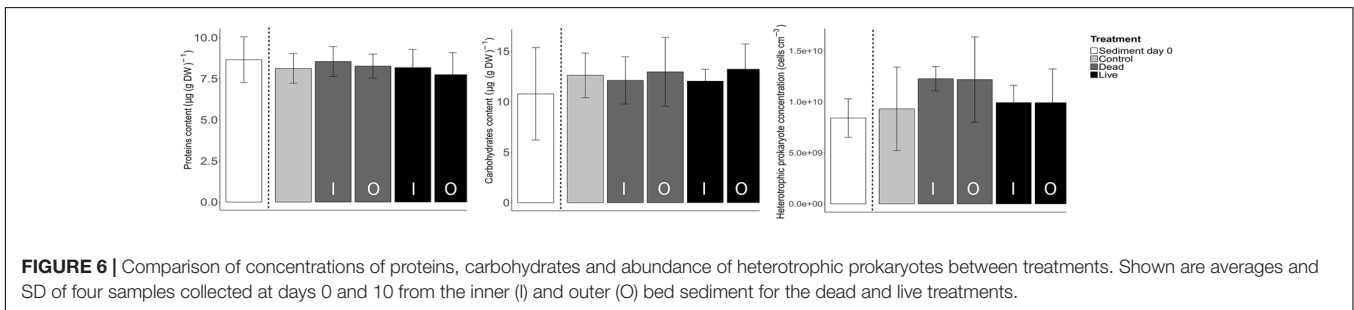 Proteins content (µg (g DW)⁻¹)
10.0
7.5
5.0
2.5
0.0
I
O
I
O
Carbohydrates content (µg (g DW)⁻¹)
15
10
5
0
I
O
I
O
Heterotrophic prokaryote concentration (cells cm⁻³)
1.5e+10
1.0e+10
5.0e+09
0.0e+00
I
O
I
O
Treatment
Sediment day 0
Control
Dead
Live
FIGURE 6 | Comparison of concentrations of proteins, carbohydrates and abundance of heterotrophic prokaryotes between treatments. Shown are averages and
SD of four samples collected at days 0 and 10 from the inner (I) and outer (O) bed sediment for the dead and live treatments.